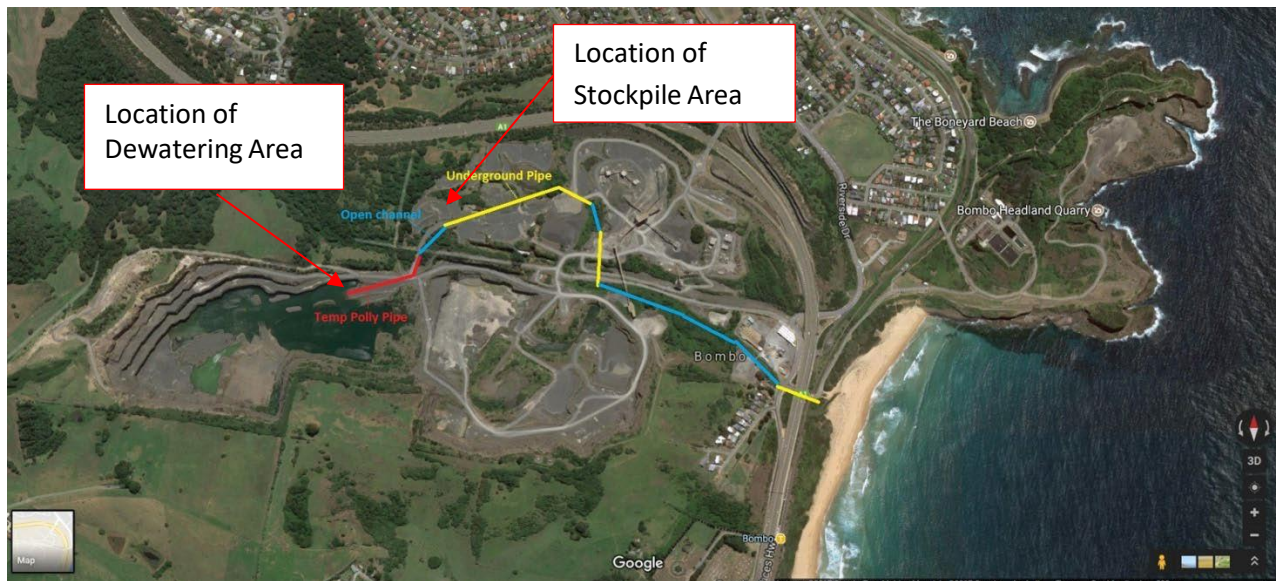 Location of
Stockpile Area
Location of
Dewatering Area
A1
The Boneyard Beach
Underground Pipe
Open channel
Riverside Dr
Bombo Headland Quarry
Temp Polly Pipe
Bombo
3D
Bombo
Map
Google